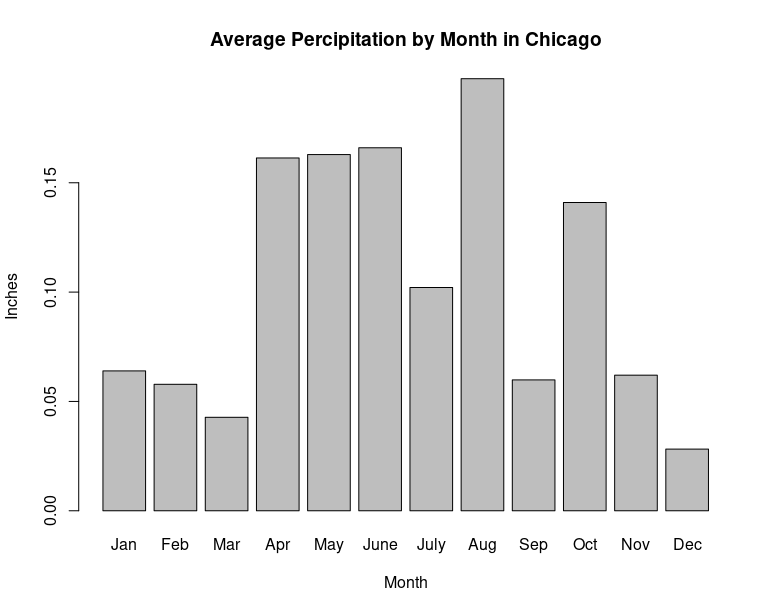 Average Percipitation by Month in Chicago
Inches
0.15
0.10
0.05
0.00
Jan Feb Mar Apr May June July Aug Sep Oct Nov Dec
Month